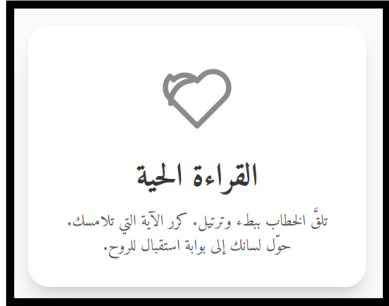 القراءة الحية
تلقَّ الخطاب ببطء وترتيل. كرر الآية التي تلامسك.
حوّل لسانك إلى بوابة استقبال للروح.